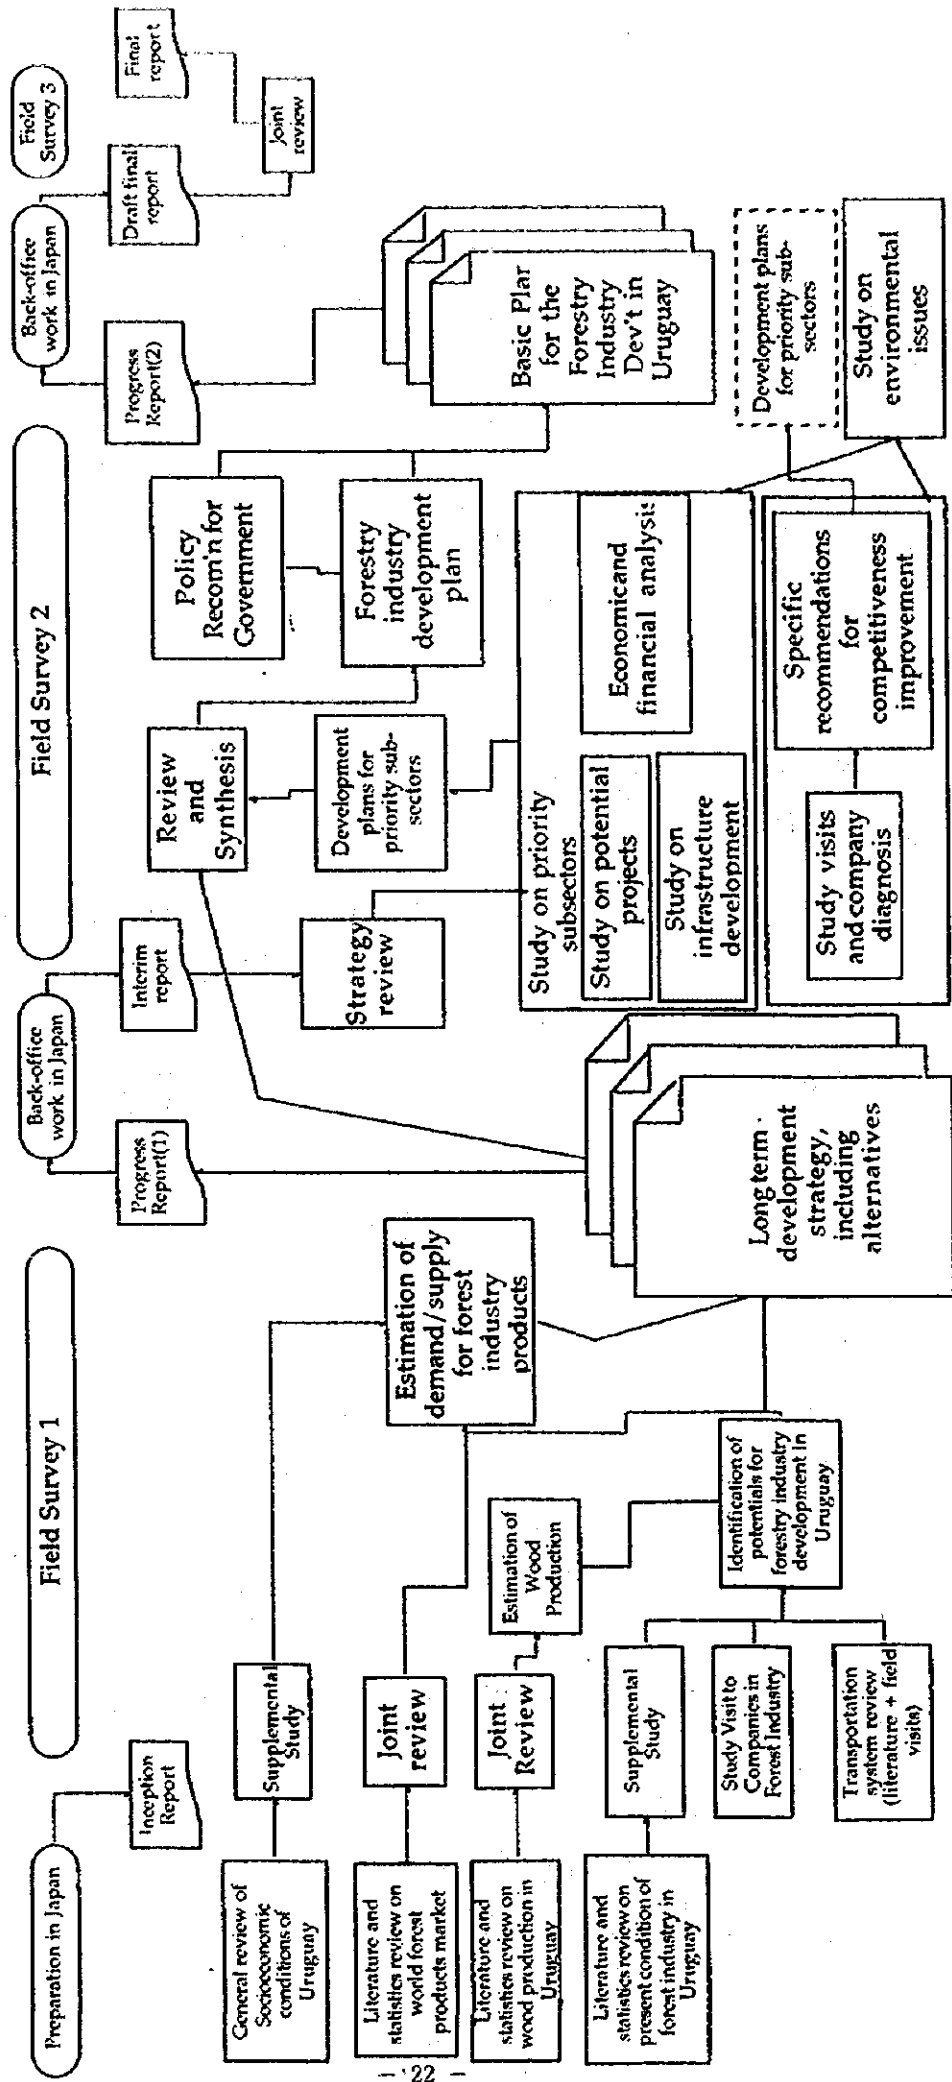 Preparation in Japan
Field Survey 1
Back-office
work in Japan
Field Survey 2
Back-office
work in Japan
Field
Survey 3
Inception
Report
Progress
Report(1)
Interim
report
Progress
Report(2)
Draft final
report
Final
report
Joint
review
General review of
Socioeconomic
conditions of
Uruguay
Supplemental
Study
Literature and
statistics review on
world forest
products market
Joint
review
Literature and
statistics review on
wood production in
Uruguay
Joint
Review
Estimation of
Wood
Production
Literature and
statistics review on
present condition of
forest industry in
Uruguay
Supplemental
Study
Study Visit to
Companies in
Forest Industry
Transportation
system review
(literature + field
visits)
Identification of
potentials for
forestry industry
development in
Uruguay
Estimation of
demand/supply
for forest
industry
products
Long term
development
strategy,
including
alternatives
Strategy
review
Review
and
Synthesis
Development
plans for
priority sub-
sectors
Policy
Recom'n for
Government
Forestry
industry
development
plan
Study on priority
subsectors
Study on potential
projects
Study on
infrastructure
development
Economicand
financial analysis
Study visits
and company
diagnosis
Specific
recommendations
for
competitiveness
improvement
Basic Plar
for the
Forestry
Industry
Dev't in
Uruguay
Development plans
for priority sub-
sectors
Study on
environmental
issues
- 22 -